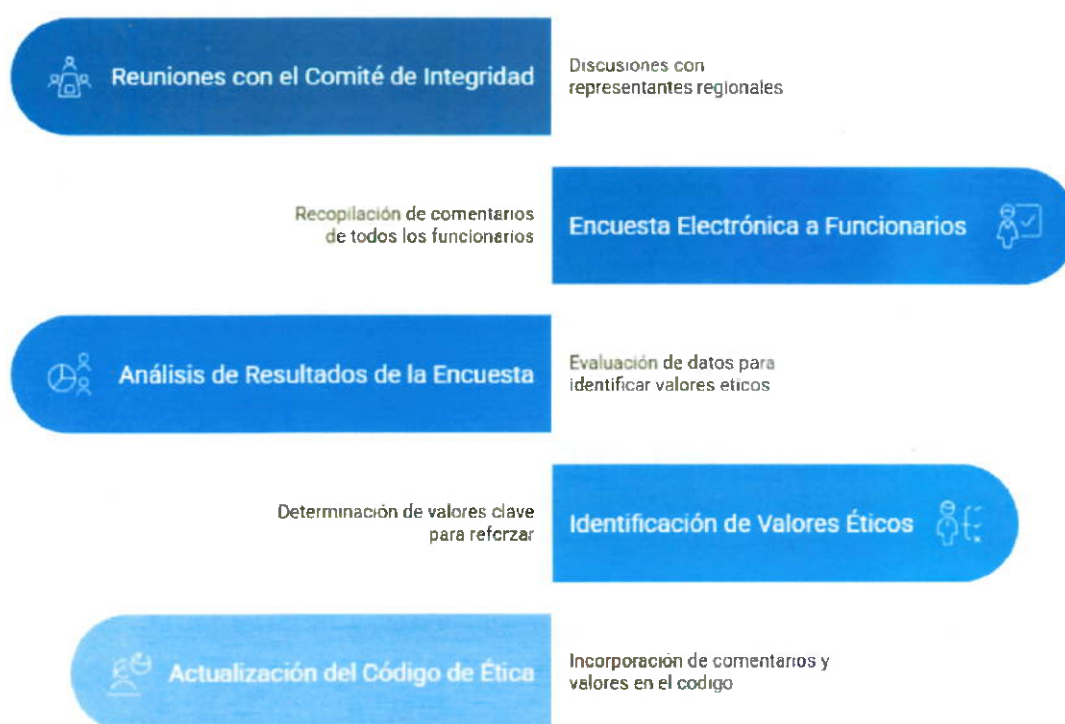 Reuniones con el Comité de Integridad
Discusiones con
representantes regionales
Recopilación de comentarios
de todos los funcionarios
Encuesta Electrónica a Funcionarios
Análisis de Resultados de la Encuesta
Evaluación de datos para
identificar valores eticos
Determinación de valores clave
para reforzar
Identificación de Valores Éticos
Actualización del Código de Ética
Incorporación de comentarios y
valores en el codigo